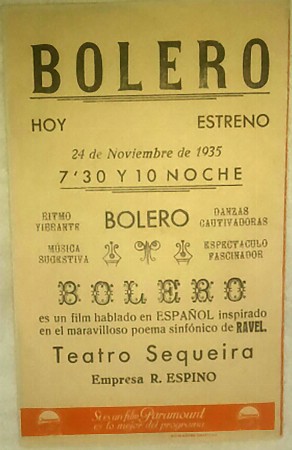 BOLERO
HOY ESTRENO
24 de Noviembre de 1935
7'30 Y 10 NOCHE
RITMO VIBRANTE
BOLERO
DANZAS CAUTIVADORAS
MÚSICA SUGESTIVA
ESPECTACULO FASCINADOR
BOLERO
es un film hablado en ESPAÑOL inspirado
en el maravilloso poema sinfónico de RAVEL.
Teatro Sequeira
Empresa R. ESPINO
Si es un film Paramount
es lo mejor del programa